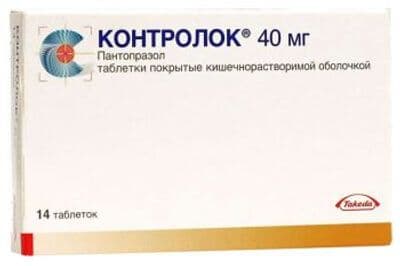 КОНТРОЛОК® 40 мг
Пантопразол
таблетки покрытые кишечнорастворимой оболочкой
Takeda
14 таблеток